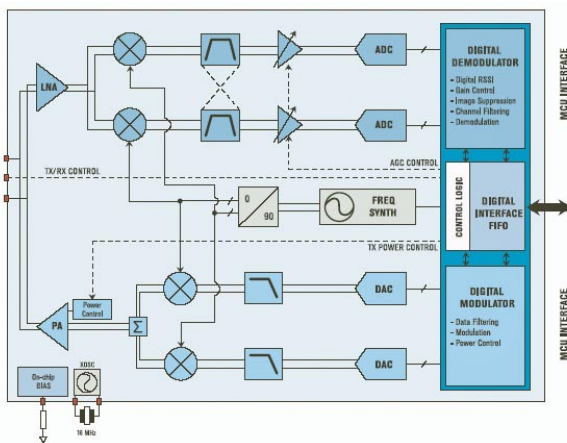 LNA
ADC
ADC
DIGITAL
DEMODULATOR
- Digital RSSI
- Gain Control
- Image Suppression
- Channel Filtering
- Demodulation
MCU INTERFACE
AGC CONTROL
TX/RX CONTROL
0
90
FREQ
SYNTH
CONTROL LOGIC
DIGITAL
INTERFACE
FIFO
TX POWER CONTROL
Power
Control
PA
Σ
DAC
DAC
DIGITAL
MODULATOR
- Data Filtering
- Modulation
- Power Control
MCU INTERFACE
On-chip
BIAS
XOSC
16 MHz